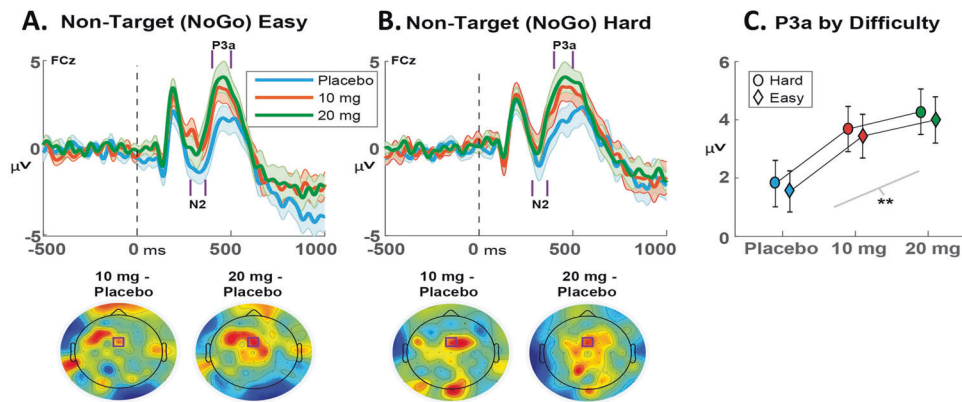 A. Non-Target (NoGo) Easy
B. Non-Target (NoGo) Hard
C. P3a by Difficulty
FCz
P3a
Placebo
10 mg
20 mg
N2
5
0
μV
-5
-500
0 ms
500
1000
FCz
P3a
N2
5
0
μV
-5
-500
0 ms
500
1000
Hard
Easy
6
4
μV
2
0
**
Placebo
10 mg
20 mg
10 mg -
Placebo
20 mg -
Placebo
10 mg -
Placebo
20 mg -
Placebo